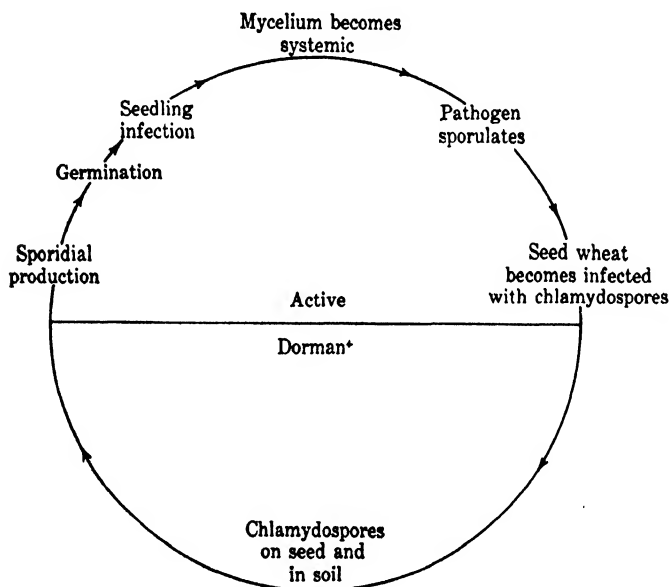 Mycelium becomes
systemic
Seedling
infection
Pathogen
sporulates
Germination
Sporidial
production
Seed wheat
becomes infected
with chlamydospores
Active
Dorman⁺
Chlamydospores
on seed and
in soil